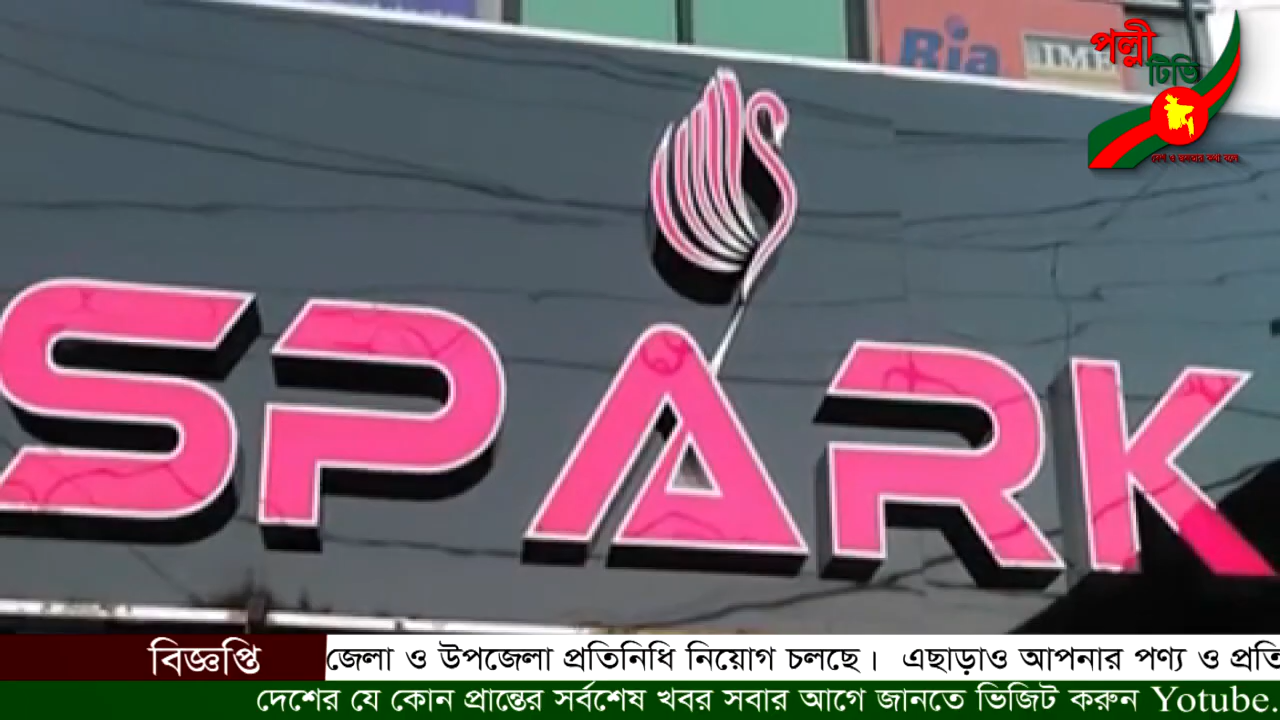 Ria
IME
পল্লী
টিভি
SPARK
বিজ্ঞপ্তি
জেলা ও উপজেলা প্রতিনিধি নিয়োগ চলছে। এছাড়াও আপনার পণ্য ও প্রতি
দেশের যে কোন প্রান্তের সর্বশেষ খবর সবার আগে জানতে ভিজিট করুন Yotube.